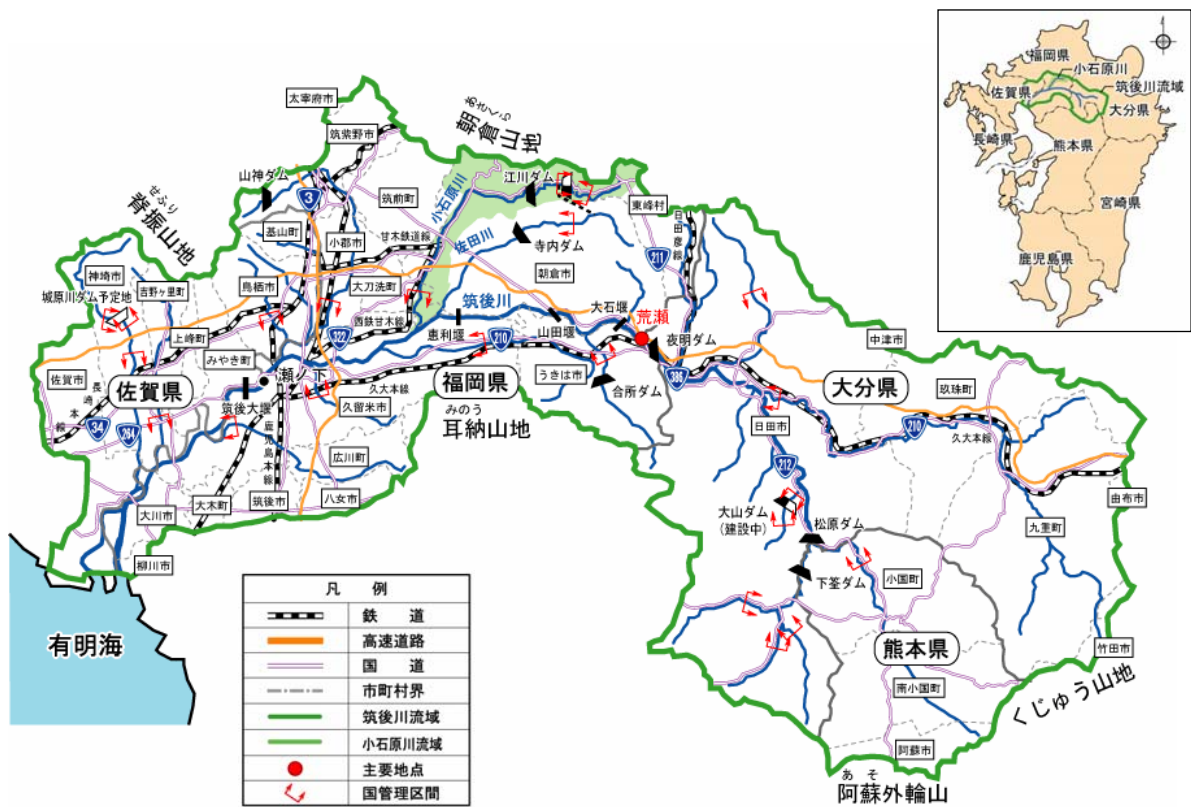 福岡県
小石原川
佐賀県
筑後川流域
大分県
長崎県
熊本県
宮崎県
鹿児島県
太宰府市
筑紫野市
あさくら
朝倉山地
山神ダム
3
筑前町
江川ダム
小石原川
東峰村
せふり
脊振山地
基山町
小郡市
甘木鉄道線
佐田川
寺内ダム
日田彦山線
211
神埼市
吉野ヶ里町
鳥栖市
大刀洗町
朝倉市
城原川ダム予定地
筑後川
大石堰
荒瀬
上峰町
322
西鉄甘木線
恵利堰
210
山田堰
夜明ダム
中津市
みやき町
佐賀市
長崎本線
佐賀県
瀬ノ下
久大本線
福岡県
うきは市
合所ダム
386
大分県
玖珠町
筑後大堰
久留米市
みのう
耳納山地
日田市
210
久大本線
34
264
鹿児島本線
広川町
212
大川市
大木町
筑後市
八女市
大山ダム
(建設中)
松原ダム
由布市
九重町
柳川市
下筌ダム
小国町
有明海
熊本県
竹田市
南小国町
くじゅう山地
阿蘇市
あそ
阿蘇外輪山
凡 例
鉄 道
高速道路
国 道
市町村界
筑後川流域
小石原川流域
主要地点
国管理区間